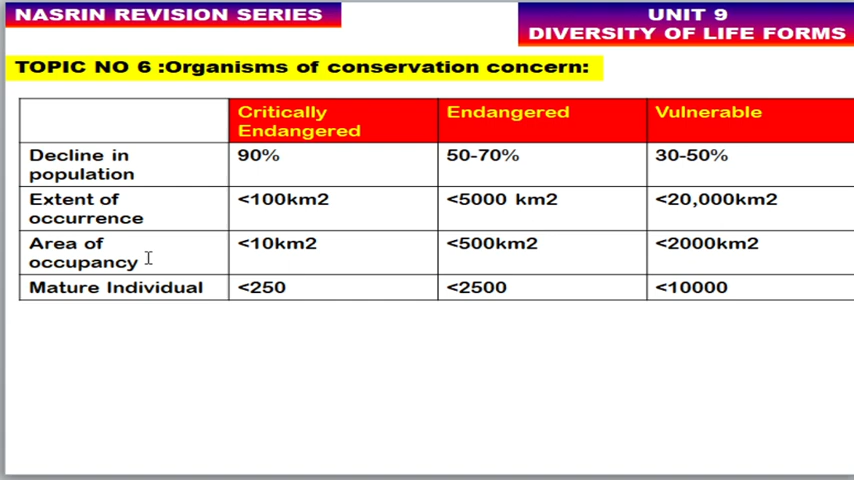 NASRIN REVISION SERIES
UNIT 9
DIVERSITY OF LIFE FORMS
TOPIC NO 6 :Organisms of conservation concern:
Critically Endangered Vulnerable
Endangered
Decline in 90% 50-70% 30-50%
population
Extent of <100km2 <5000 km2 <20,000km2
occurrence
Area of <10km2 <500km2 <2000km2
occupancy
Mature Individual <250 <2500 <10000